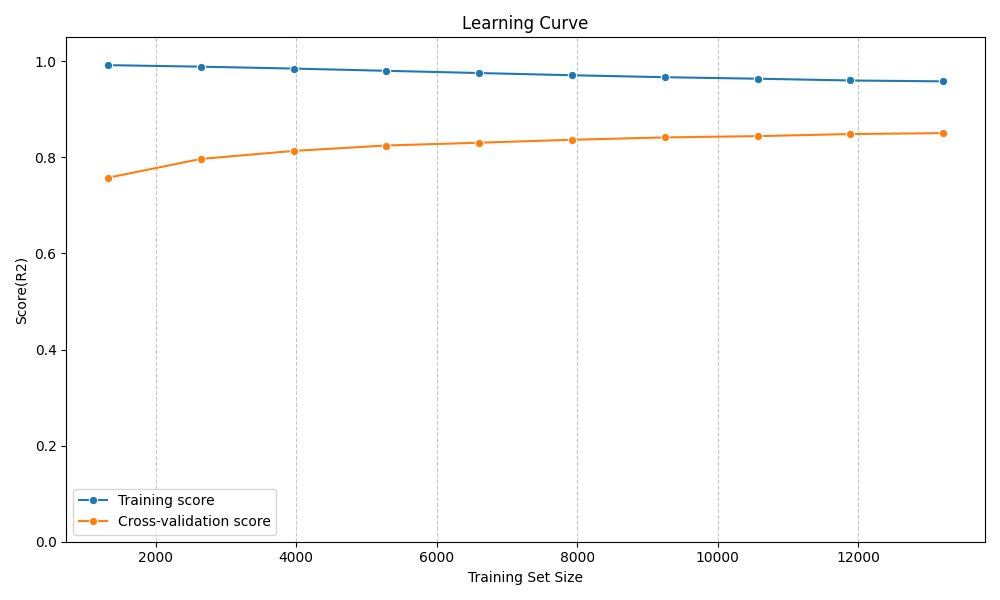 Learning Curve
1.0
0.8
0.6
0.4
0.2
0.0
Score(R2)
Training score
Cross-validation score
2000 4000 6000 8000 10000 12000
Training Set Size